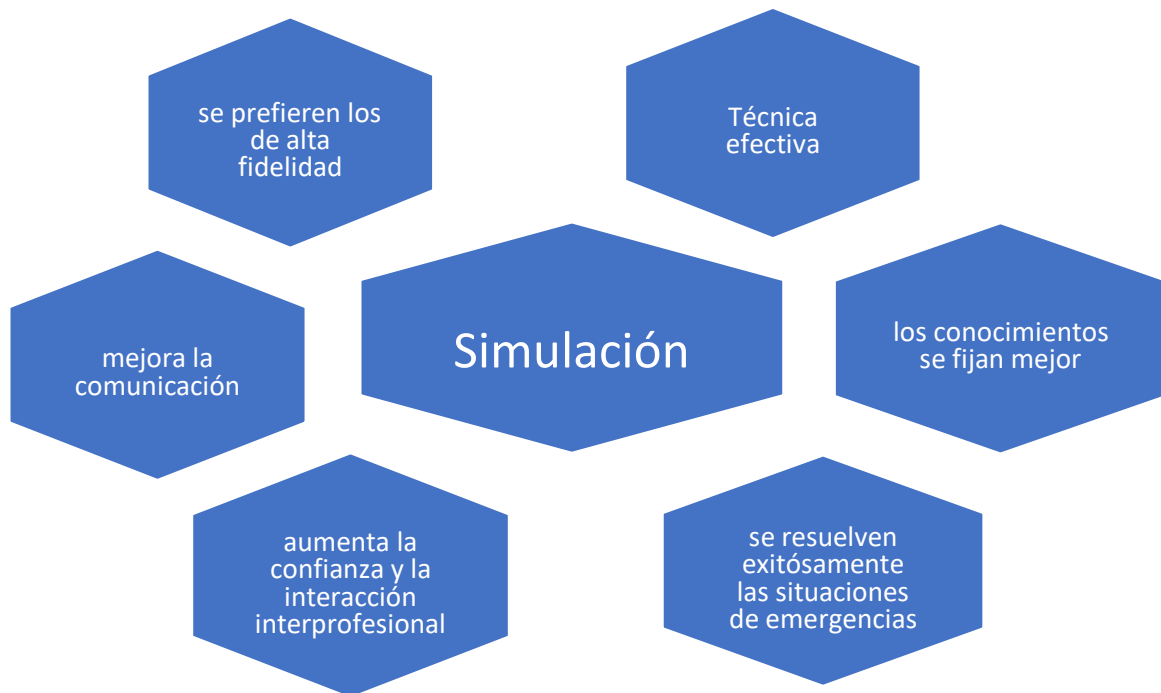 se prefieren los
de alta
fidelidad
Técnica
efectiva
Simulación
los conocimientos
se fijan mejor
mejora la
comunicación
aumenta la
confianza y la
interacción
interprofesional
se resuelven
exitósamente
las situaciones
de emergencias